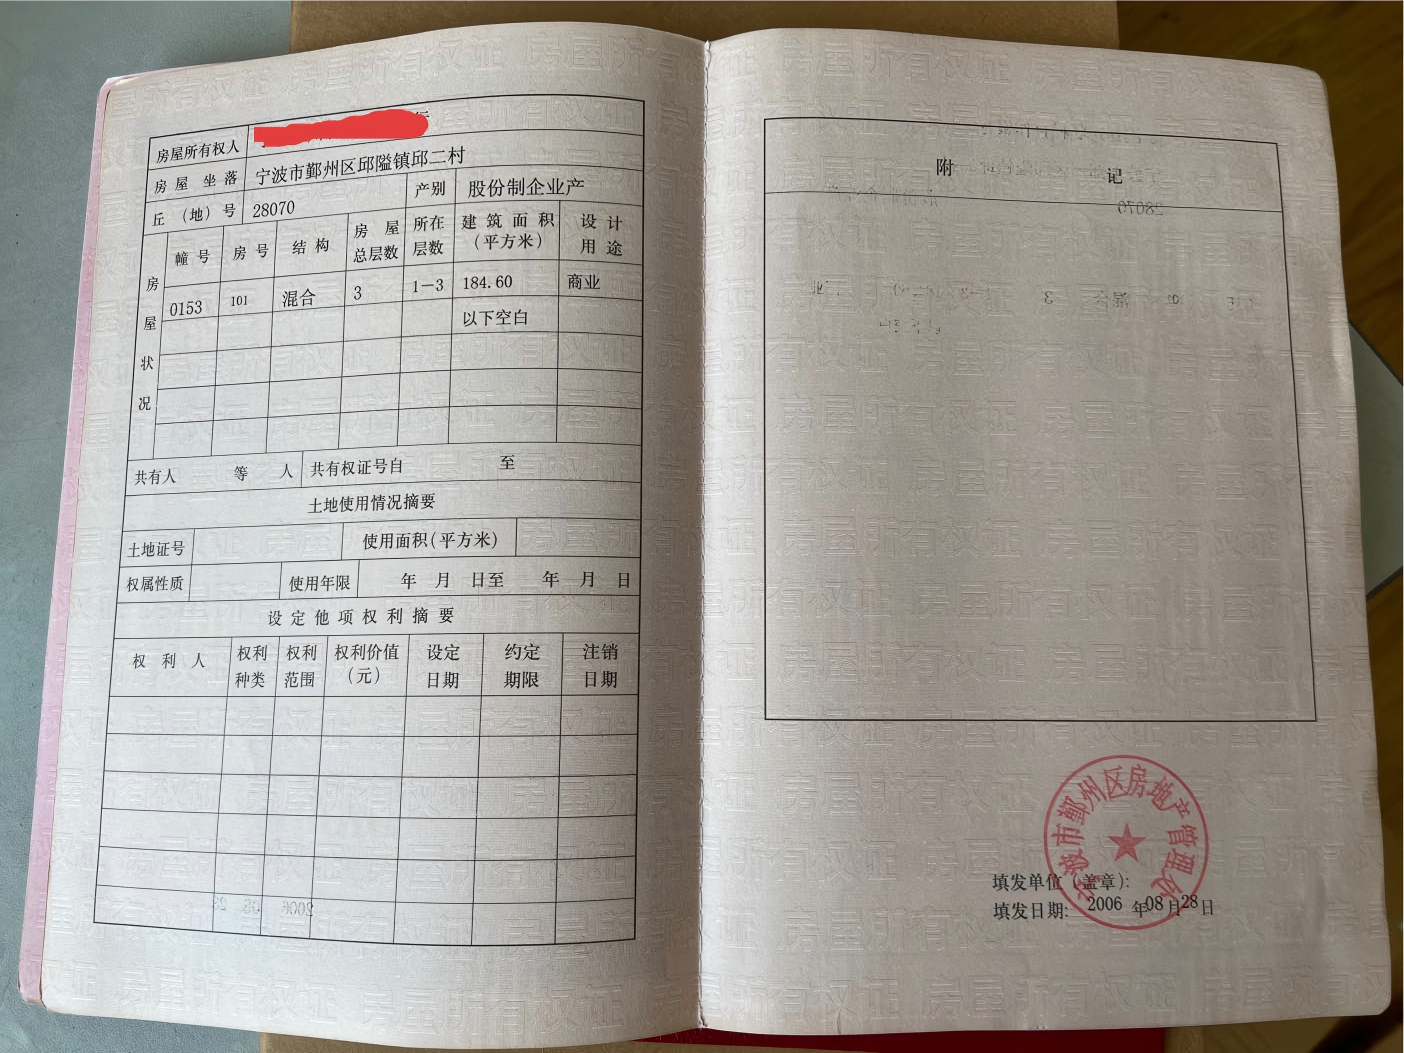 房屋所有权人
房屋坐落 宁波市鄞州区邱隘镇邱二村
丘（地）号 28070 产别 股份制企业产
房屋状况
幢号 房号 结构 房屋总层数 所在层数 建筑面积（平方米） 设计用途
0153 101 混合 3 1-3 184.60 商业
以下空白
共有人 等 人 共有权证号自 至
土地使用情况摘要
土地证号 使用面积(平方米)
权属性质 使用年限 年 月 日至 年 月 日
设定他项权利摘要
权利人 权利种类 权利范围 权利价值（元） 设定日期 约定期限 注销日期
附 记
宁波市鄞州区房地产管理处
填发单位（盖章）：
填发日期: 2006 年08月28日